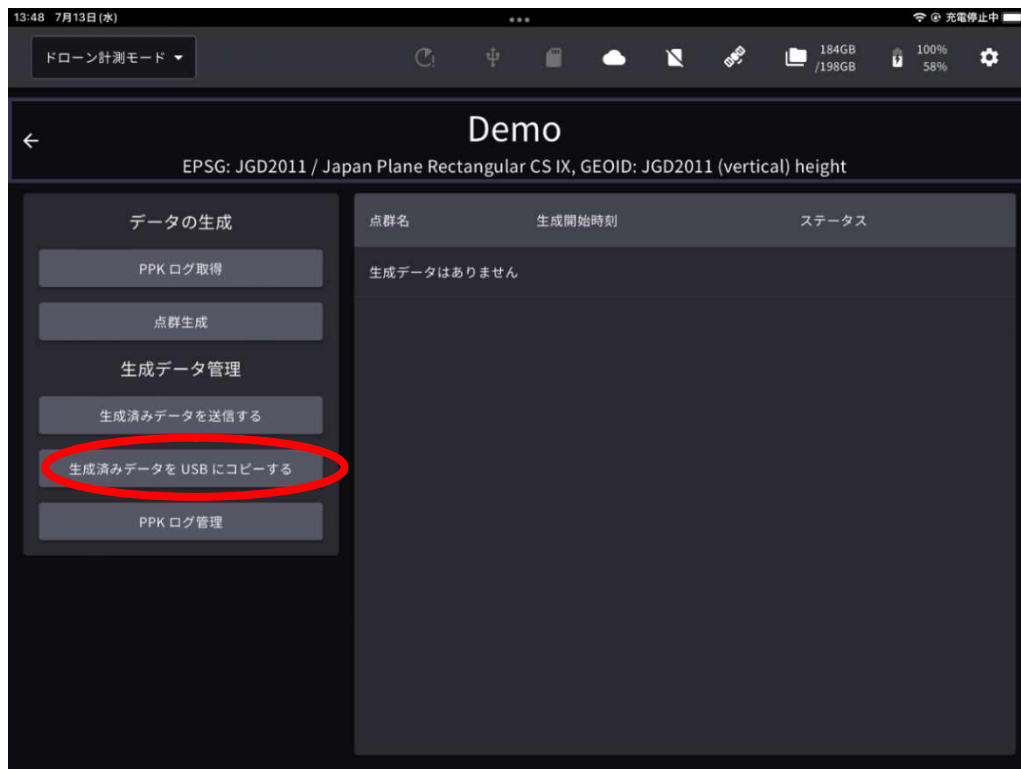 13:48 7月13日(水)
充電停止中
ドローン計測モード
184GB
/198GB
100%
58%
Demo
EPSG: JGD2011 / Japan Plane Rectangular CS IX, GEOID: JGD2011 (vertical) height
データの生成
PPK ログ取得
点群生成
生成データ管理
生成済みデータを送信する
生成済みデータを USB にコピーする
PPK ログ管理
点群名 生成開始時刻 ステータス
生成データはありません